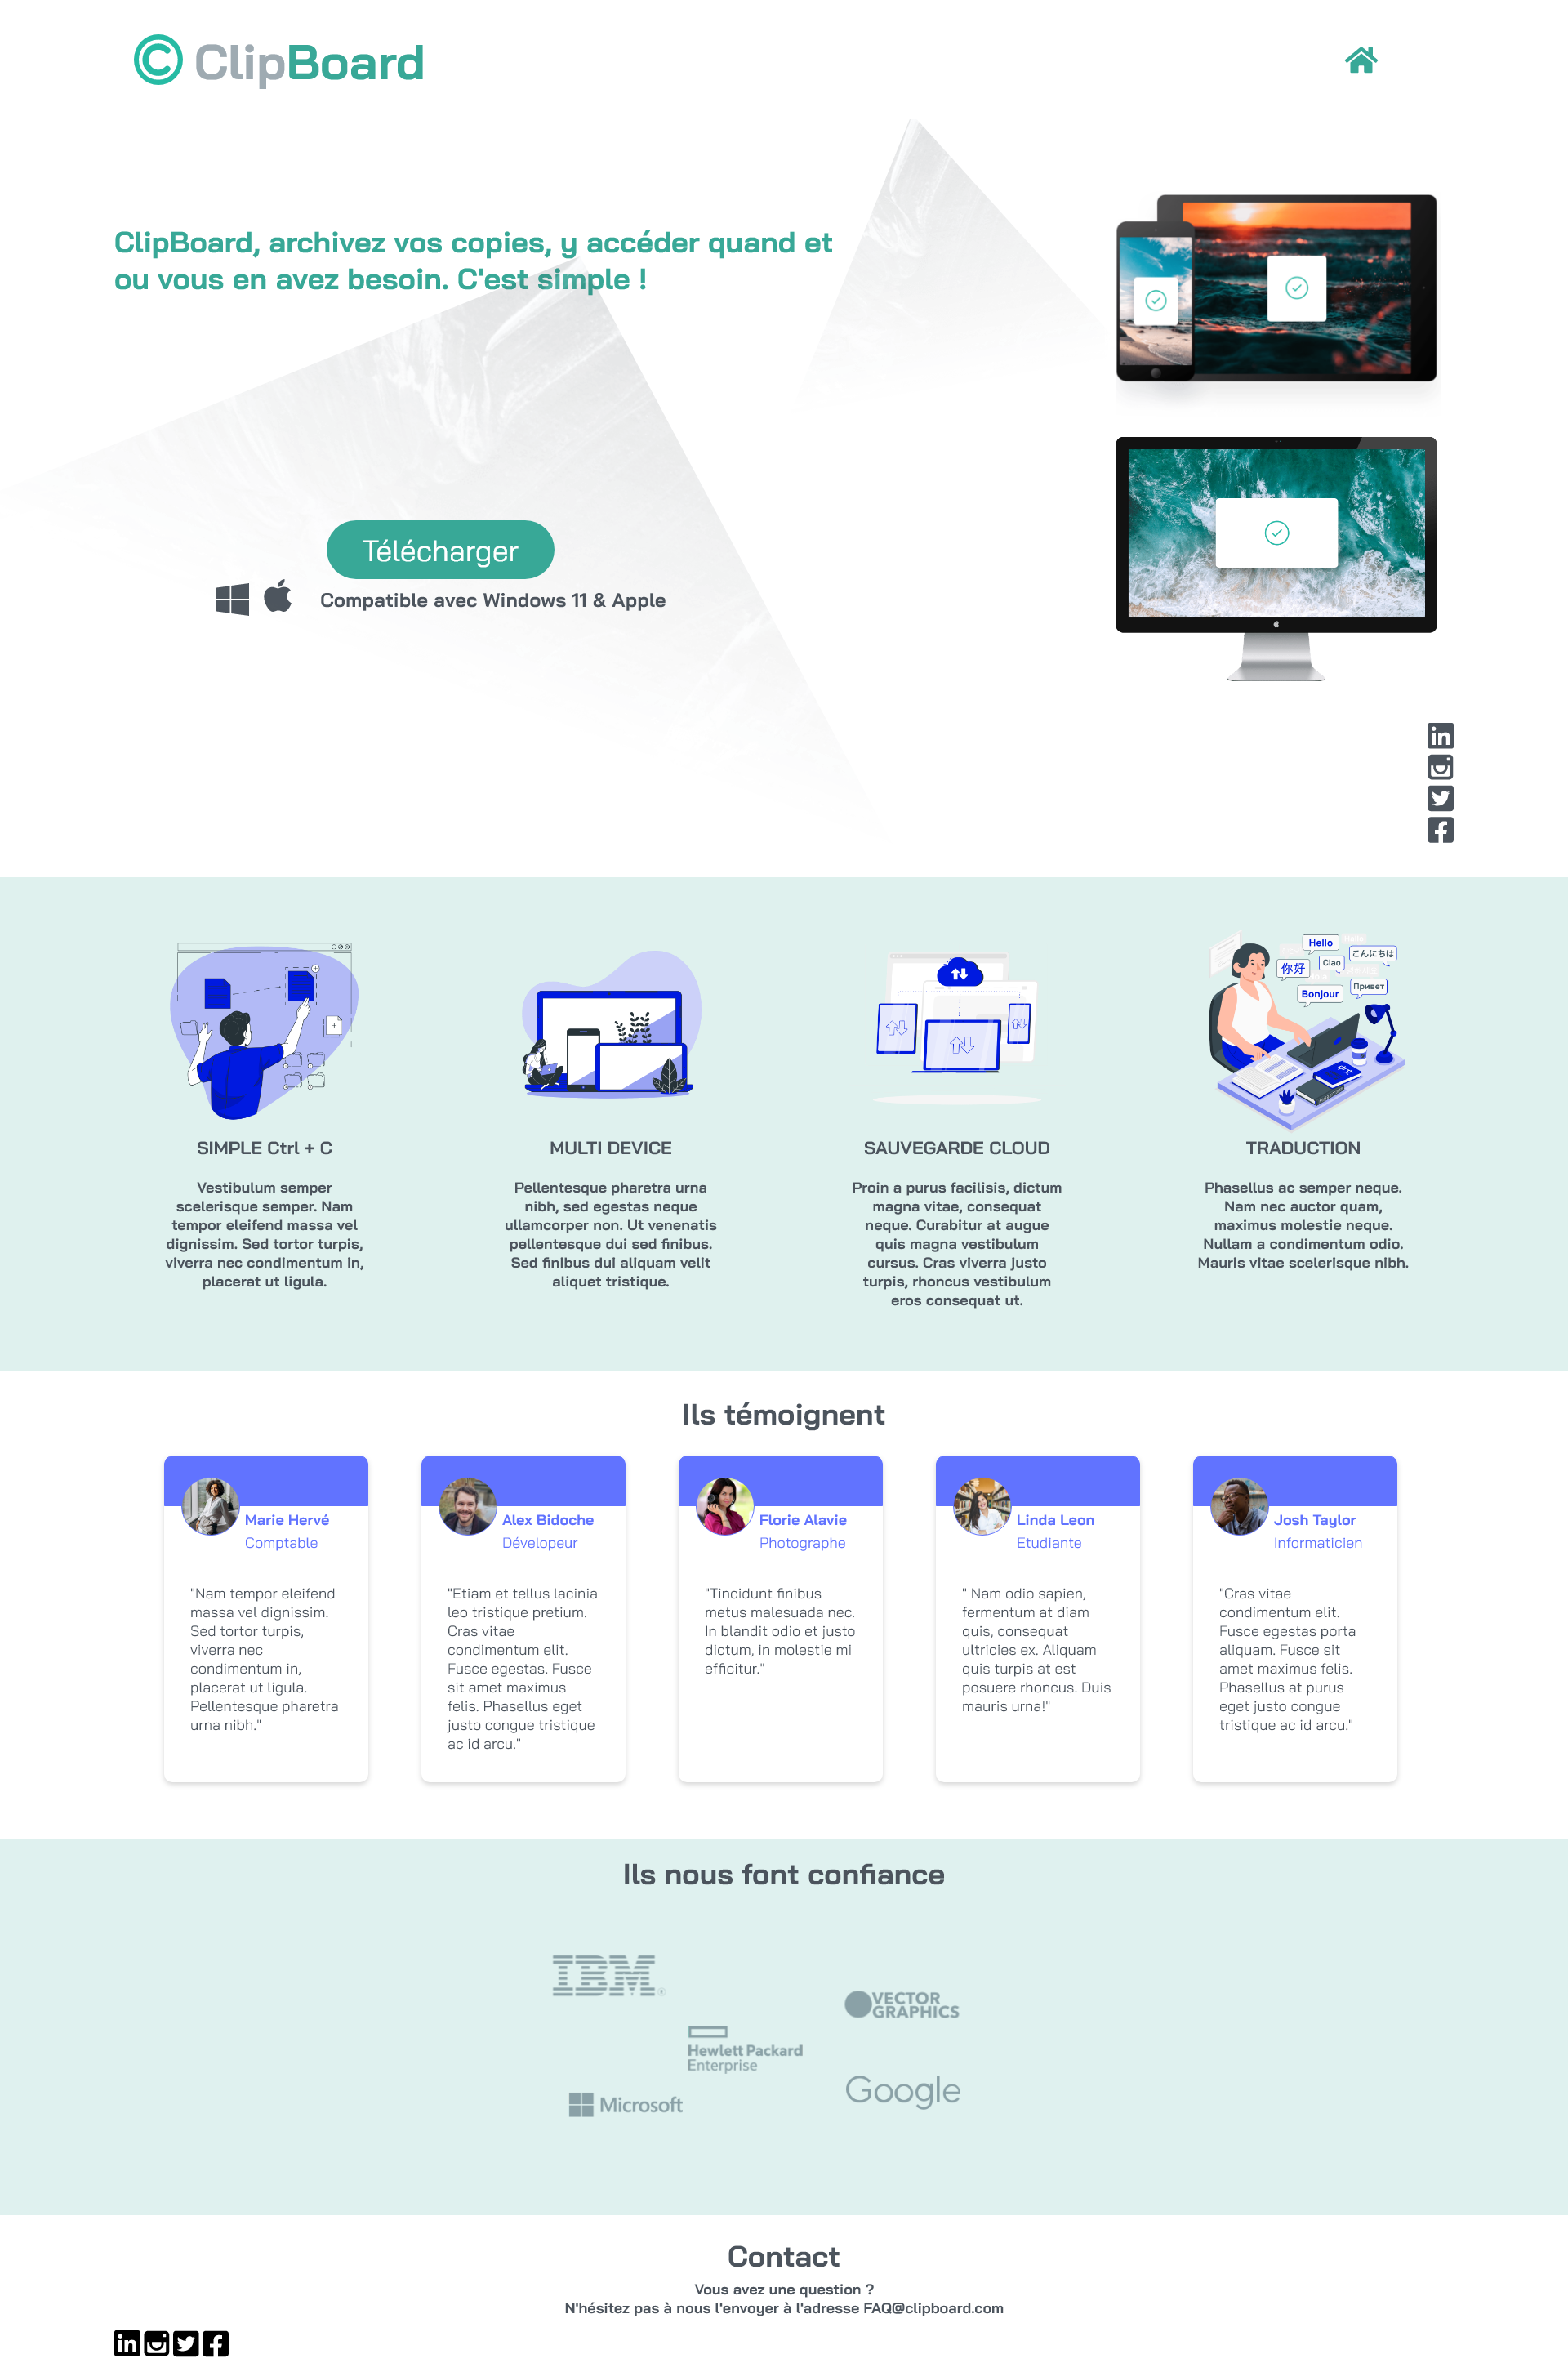 © ClipBoard
ClipBoard, archivez vos copies, y accéder quand et
ou vous en avez besoin. C'est simple !
Télécharger
Compatible avec Windows 11 & Apple
in
Hello
こんにちは
你好
Ciao
Привет
Bonjour
中文
SIMPLE Ctrl + C
Vestibulum semper
scelerisque semper. Nam
tempor eleifend massa vel
dignissim. Sed tortor turpis,
viverra nec condimentum in,
placerat ut ligula.
MULTI DEVICE
Pellentesque pharetra urna
nibh, sed egestas neque
ullamcorper non. Ut venenatis
pellentesque dui sed finibus.
Sed finibus dui aliquam velit
aliquet tristique.
SAUVEGARDE CLOUD
Proin a purus facilisis, dictum
magna vitae, consequat
neque. Curabitur at augue
quis magna vestibulum
cursus. Cras viverra justo
turpis, rhoncus vestibulum
eros consequat ut.
TRADUCTION
Phasellus ac semper neque.
Nam nec auctor quam,
maximus molestie neque.
Nullam a condimentum odio.
Mauris vitae scelerisque nibh.
Ils témoignent
Marie Hervé
Comptable
"Nam tempor eleifend
massa vel dignissim.
Sed tortor turpis,
viverra nec
condimentum in,
placerat ut ligula.
Pellentesque pharetra
urna nibh."
Alex Bidoche
Dévelopeur
"Etiam et tellus lacinia
leo tristique pretium.
Cras vitae
condimentum elit.
Fusce egestas. Fusce
sit amet maximus
felis. Phasellus eget
justo congue tristique
ac id arcu."
Florie Alavie
Photographe
"Tincidunt finibus
metus malesuada nec.
In blandit odio et justo
dictum, in molestie mi
efficitur."
Linda Leon
Etudiante
" Nam odio sapien,
fermentum at diam
quis, consequat
ultricies ex. Aliquam
quis turpis at est
posuere rhoncus. Duis
mauris urna!"
Josh Taylor
Informaticien
"Cras vitae
condimentum elit.
Fusce egestas porta
aliquam. Fusce sit
amet maximus felis.
Phasellus at purus
eget justo congue
tristique ac id arcu."
Ils nous font confiance
IBM®
VECTOR
GRAPHICS
Hewlett Packard
Enterprise
Google
Microsoft
Contact
Vous avez une question ?
N'hésitez pas à nous l'envoyer à l'adresse FAQ@clipboard.com
in